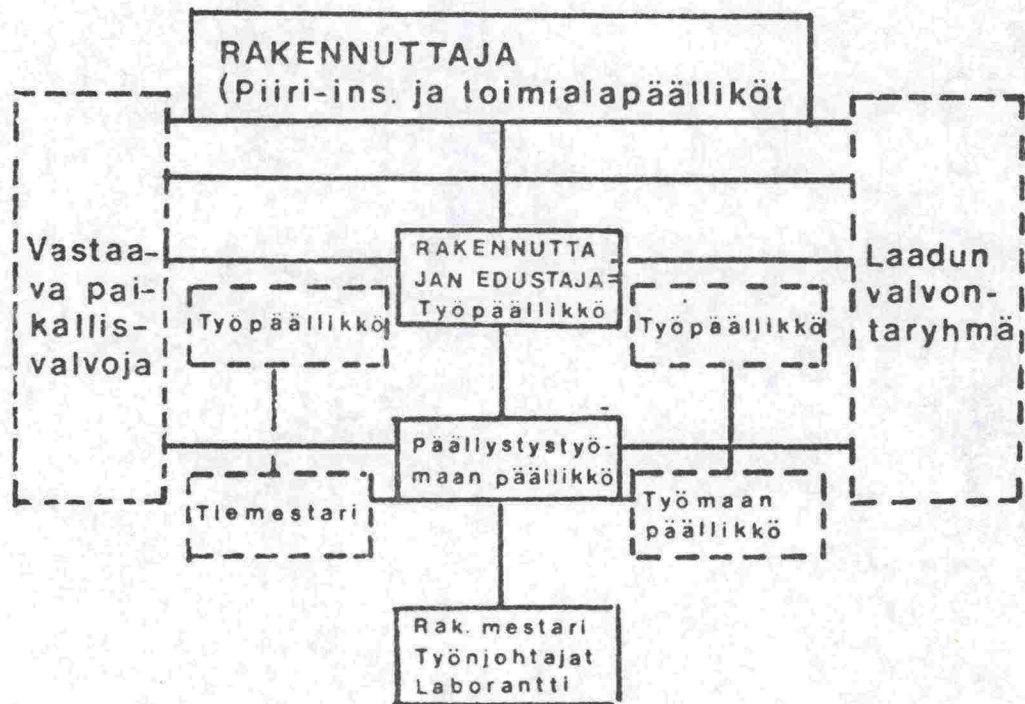 RAKENNUTTAJA
(Piiri-ins. ja toimialapäälliköt
Vastaa-
va pai-
kallis-
valvoja
RAKENNUTTA
JAN EDUSTAJA=
Työpäällikkö
Työpäällikkö
Työpäällikkö
Laadun
valvon-
taryhmä
Päällystystyö-
maan päällikkö
Tiemestari
Työmaan
päällikkö
Rak. mestari
Työnjohtajat
Laborantti